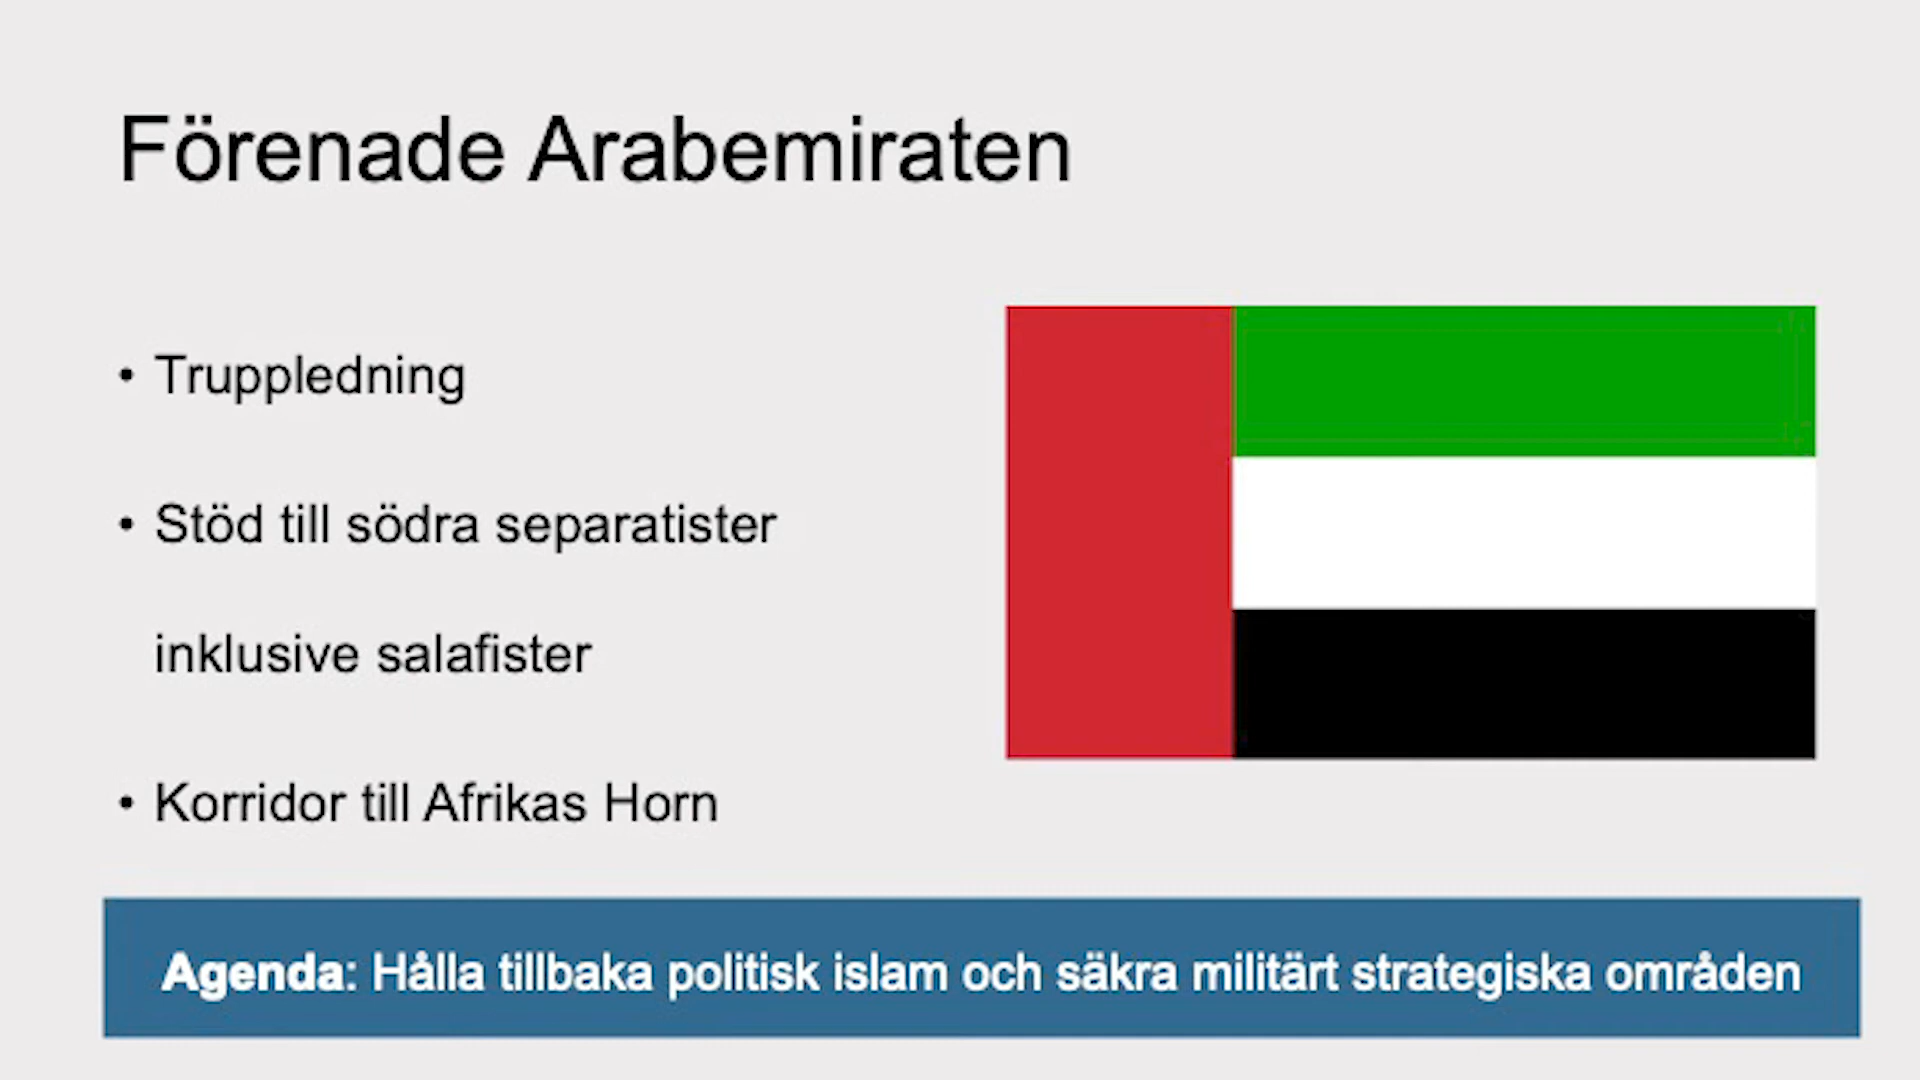 Förenade Arabemiraten
• Truppledning
• Stöd till södra separatister
inklusive salafister
• Korridor till Afrikas Horn
Agenda: Hålla tillbaka politisk islam och säkra militärt strategiska områden